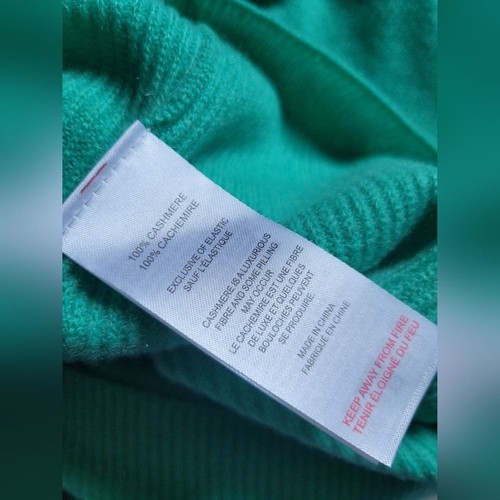 100% CASHMERE
100% CACHEMIRE
EXCLUSIVE OF ELASTIC
SAUF L'ÉLASTIQUE
CASHMERE IS A LUXURIOUS
FIBRE AND SOME PILLING
MAY OCCUR
LE CACHEMIRE EST UNE FIBRE
DE LUXE ET QUELQUES
BOULOCHES PEUVENT
SE PRODUIRE.
MADE IN CHINA
FABRIQUÉ EN CHINE
KEEP AWAY FROM FIRE
TENIR ÉLOIGNÉ DU FEU